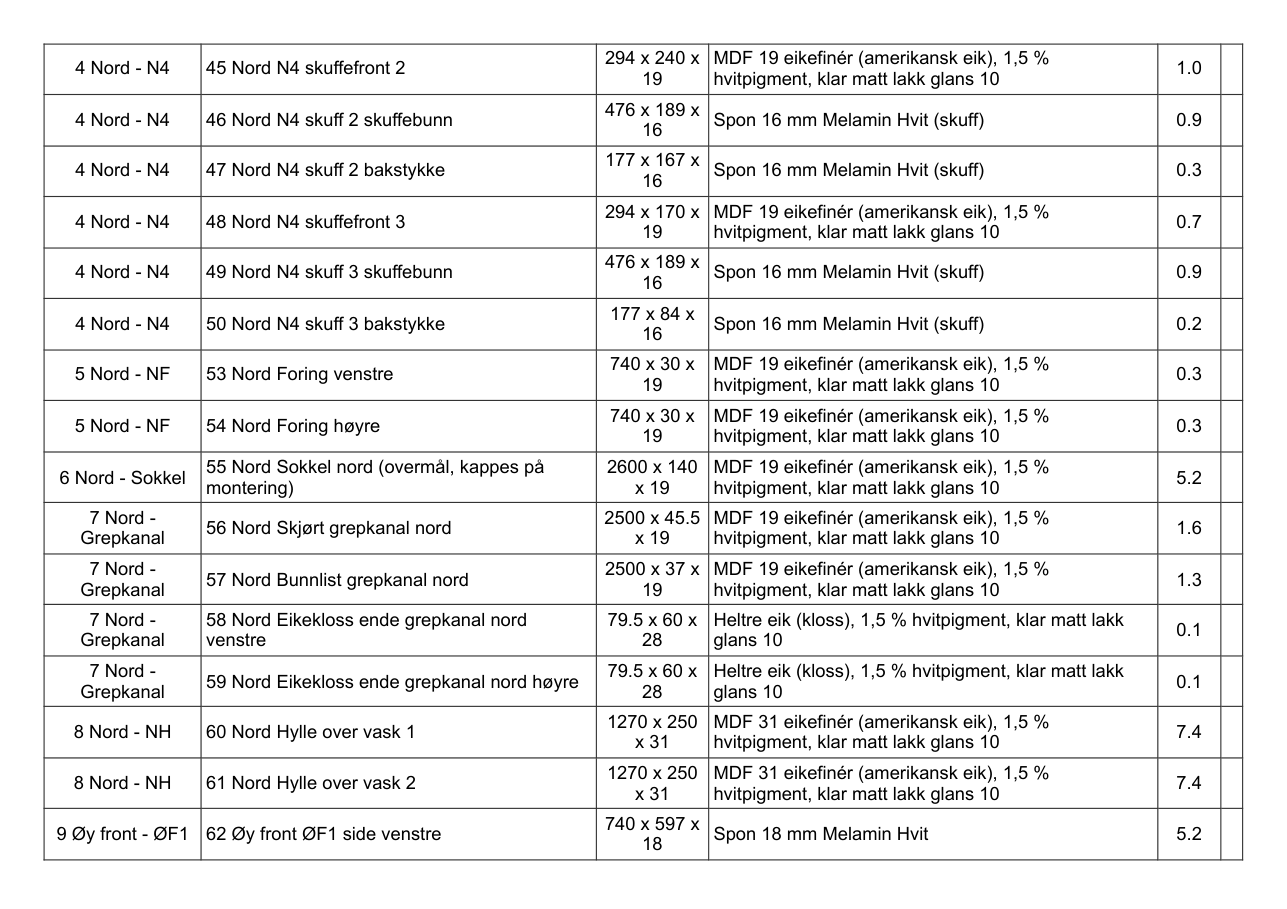 4 Nord - N4 45 Nord N4 skuffefront 2 294 x 240 x 19 MDF 19 eikefinér (amerikansk eik), 1,5 % hvitpigment, klar matt lakk glans 10 1.0
4 Nord - N4 46 Nord N4 skuff 2 skuffebunn 476 x 189 x 16 Spon 16 mm Melamin Hvit (skuff) 0.9
4 Nord - N4 47 Nord N4 skuff 2 bakstykke 177 x 167 x 16 Spon 16 mm Melamin Hvit (skuff) 0.3
4 Nord - N4 48 Nord N4 skuffefront 3 294 x 170 x 19 MDF 19 eikefinér (amerikansk eik), 1,5 % hvitpigment, klar matt lakk glans 10 0.7
4 Nord - N4 49 Nord N4 skuff 3 skuffebunn 476 x 189 x 16 Spon 16 mm Melamin Hvit (skuff) 0.9
4 Nord - N4 50 Nord N4 skuff 3 bakstykke 177 x 84 x 16 Spon 16 mm Melamin Hvit (skuff) 0.2
5 Nord - NF 53 Nord Foring venstre 740 x 30 x 19 MDF 19 eikefinér (amerikansk eik), 1,5 % hvitpigment, klar matt lakk glans 10 0.3
5 Nord - NF 54 Nord Foring høyre 740 x 30 x 19 MDF 19 eikefinér (amerikansk eik), 1,5 % hvitpigment, klar matt lakk glans 10 0.3
6 Nord - Sokkel 55 Nord Sokkel nord (overmål, kappes på montering) 2600 x 140 x 19 MDF 19 eikefinér (amerikansk eik), 1,5 % hvitpigment, klar matt lakk glans 10 5.2
7 Nord - Grepkanal 56 Nord Skjørt grepkanal nord 2500 x 45.5 x 19 MDF 19 eikefinér (amerikansk eik), 1,5 % hvitpigment, klar matt lakk glans 10 1.6
7 Nord - Grepkanal 57 Nord Bunnlist grepkanal nord 2500 x 37 x 19 MDF 19 eikefinér (amerikansk eik), 1,5 % hvitpigment, klar matt lakk glans 10 1.3
7 Nord - Grepkanal 58 Nord Eikekloss ende grepkanal nord venstre 79.5 x 60 x 28 Heltre eik (kloss), 1,5 % hvitpigment, klar matt lakk glans 10 0.1
7 Nord - Grepkanal 59 Nord Eikekloss ende grepkanal nord høyre 79.5 x 60 x 28 Heltre eik (kloss), 1,5 % hvitpigment, klar matt lakk glans 10 0.1
8 Nord - NH 60 Nord Hylle over vask 1 1270 x 250 x 31 MDF 31 eikefinér (amerikansk eik), 1,5 % hvitpigment, klar matt lakk glans 10 7.4
8 Nord - NH 61 Nord Hylle over vask 2 1270 x 250 x 31 MDF 31 eikefinér (amerikansk eik), 1,5 % hvitpigment, klar matt lakk glans 10 7.4
9 Øy front - ØF1 62 Øy front ØF1 side venstre 740 x 597 x 18 Spon 18 mm Melamin Hvit 5.2